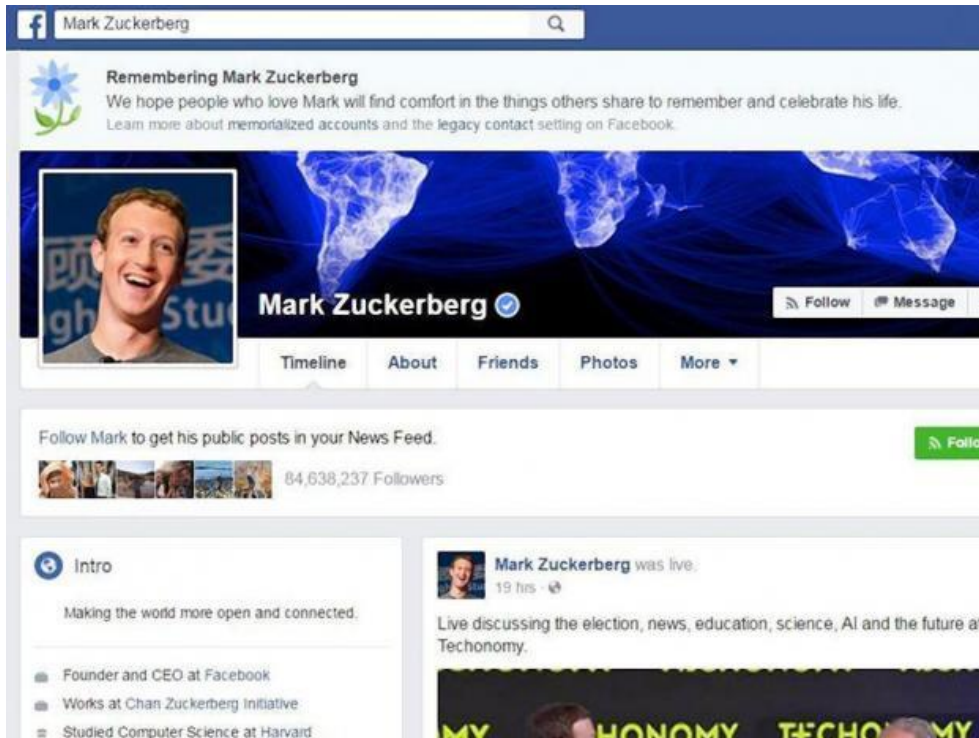 f Mark Zuckerberg
Remembering Mark Zuckerberg
We hope people who love Mark will find comfort in the things others share to remember and celebrate his life.
Learn more about memorialized accounts and the legacy contact setting on Facebook.
Mark Zuckerberg
Follow Message
Timeline About Friends Photos More
Follow Mark to get his public posts in your News Feed.
84,638,237 Followers
Intro
Making the world more open and connected.
Founder and CEO at Facebook
Works at Chan Zuckerberg Initiative
Studied Computer Science at Harvard
Mark Zuckerberg was live.
19 hrs ·
Live discussing the election, news, education, science, AI and the future at
Techonomy.